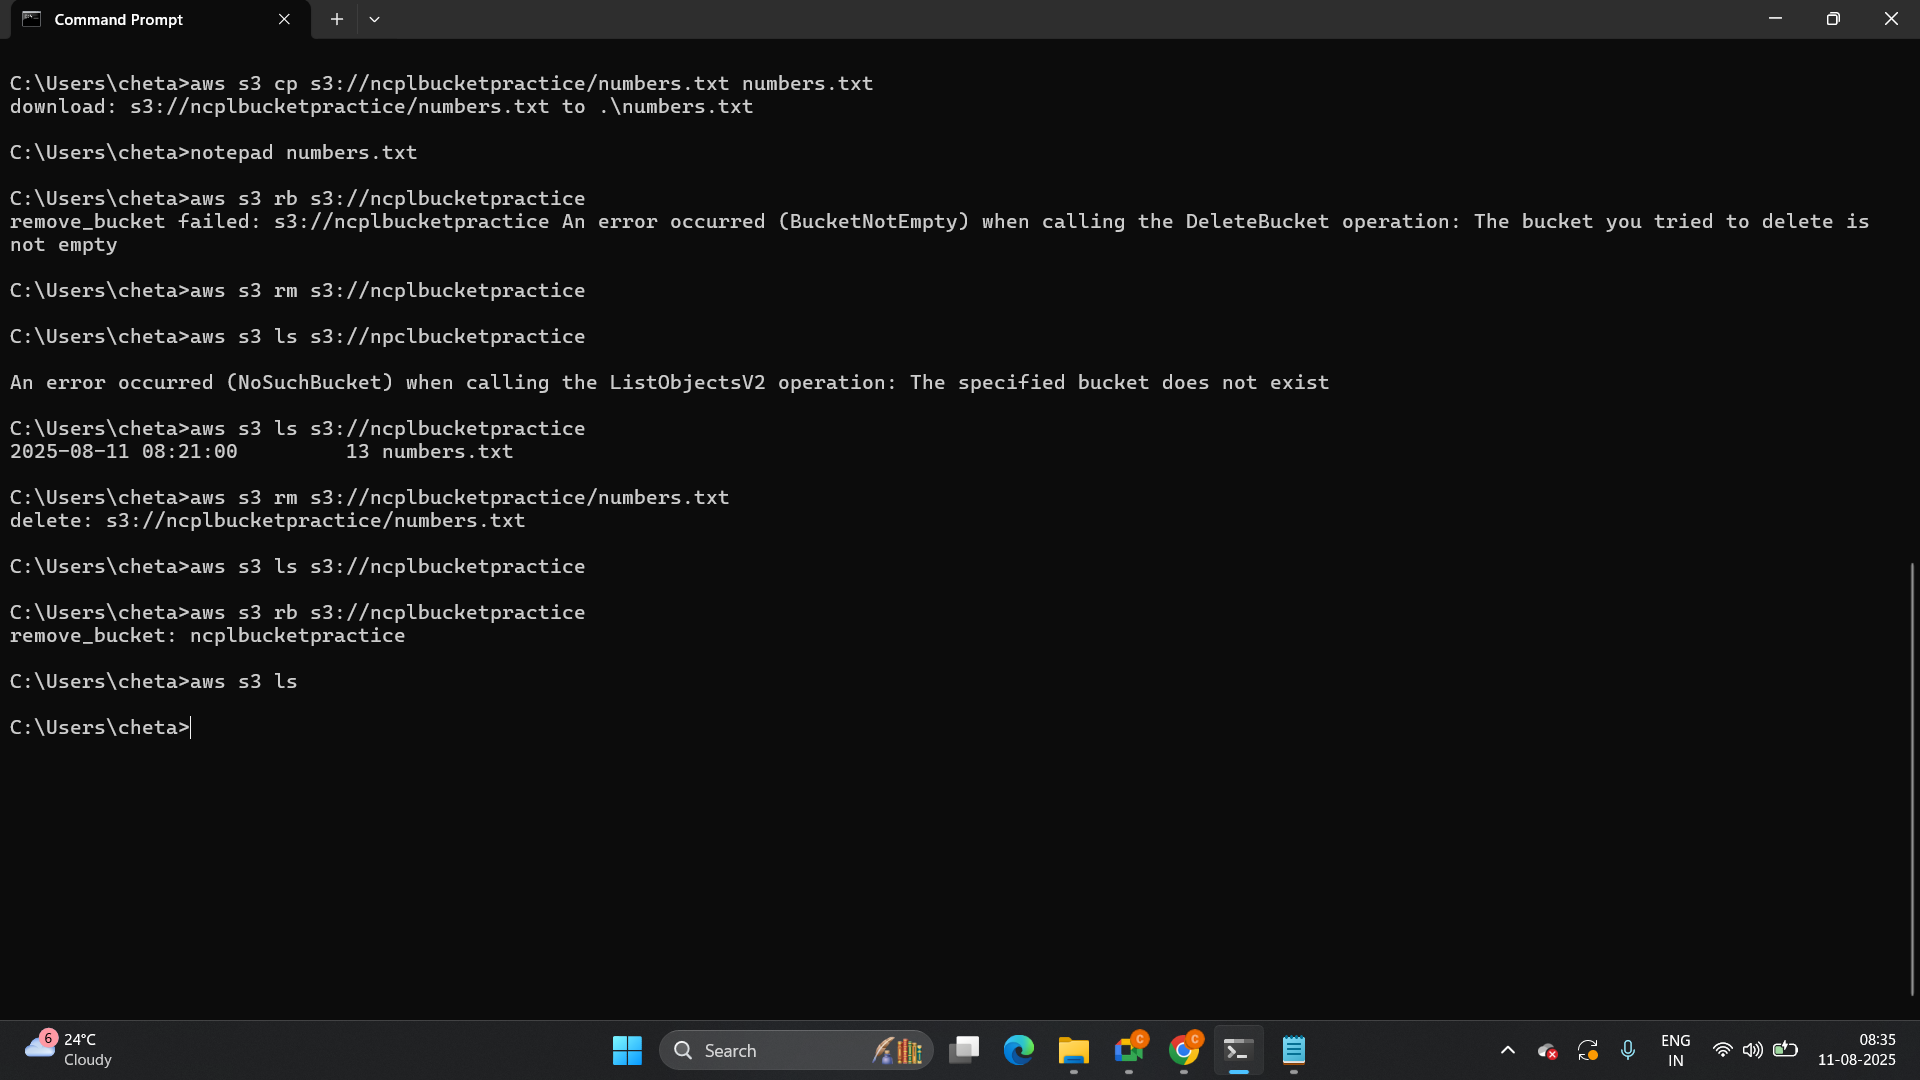 Command Prompt
C:\Users\cheta>aws s3 cp s3://ncplbucketpractice/numbers.txt numbers.txt
download: s3://ncplbucketpractice/numbers.txt to .\numbers.txt
C:\Users\cheta>notepad numbers.txt
C:\Users\cheta>aws s3 rb s3://ncplbucketpractice
remove_bucket failed: s3://ncplbucketpractice An error occurred (BucketNotEmpty) when calling the DeleteBucket operation: The bucket you tried to delete is
not empty
C:\Users\cheta>aws s3 rm s3://ncplbucketpractice
C:\Users\cheta>aws s3 ls s3://npclbucketpractice
An error occurred (NoSuchBucket) when calling the ListObjectsV2 operation: The specified bucket does not exist
C:\Users\cheta>aws s3 ls s3://ncplbucketpractice
2025-08-11 08:21:00         13 numbers.txt
C:\Users\cheta>aws s3 rm s3://ncplbucketpractice/numbers.txt
delete: s3://ncplbucketpractice/numbers.txt
C:\Users\cheta>aws s3 ls s3://ncplbucketpractice
C:\Users\cheta>aws s3 rb s3://ncplbucketpractice
remove_bucket: ncplbucketpractice
C:\Users\cheta>aws s3 ls
C:\Users\cheta>
6
24°C
Cloudy
Search
C
C
ENG
IN
08:35
11-08-2025